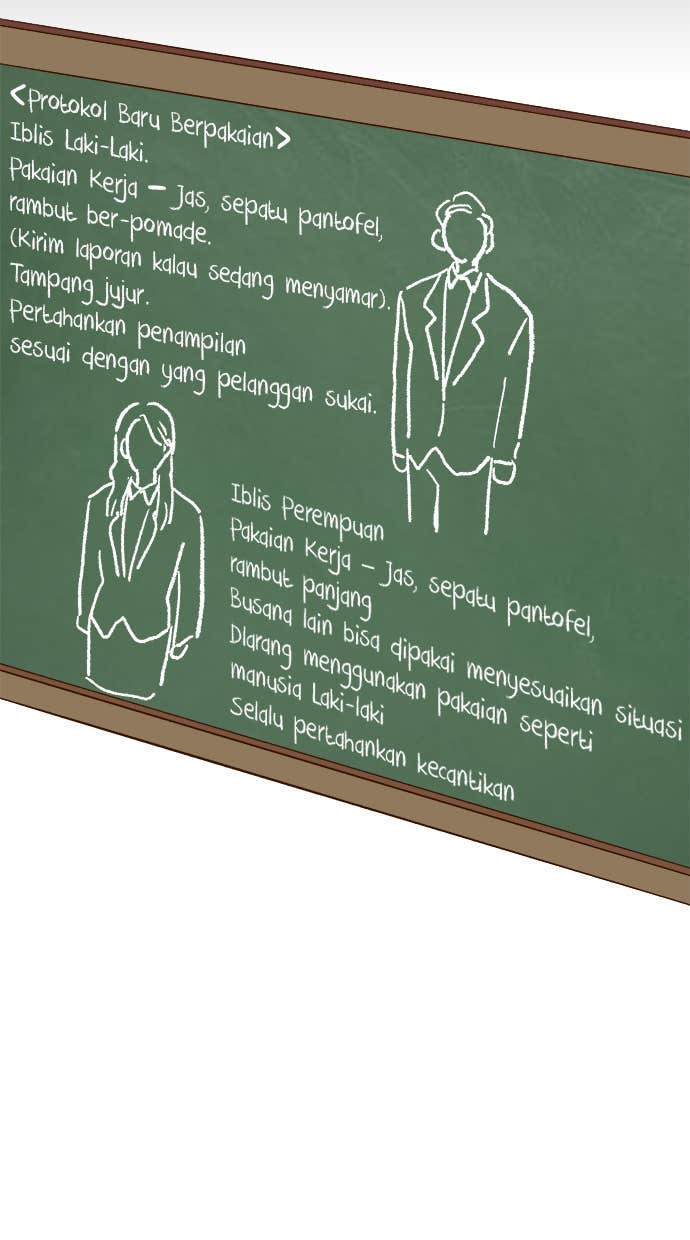 <Protokol Baru Berpakaian>
Iblis Laki-Laki.
Pakaian Kerja – Jas, sepatu pantofel,
rambut ber-pomade.
(Kirim laporan kalau sedang menyamar).
Tampang jujur.
Pertahankan penampilan
sesuai dengan yang pelanggan sukai.
Iblis Perempuan
Pakaian Kerja – Jas, sepatu pantofel,
rambut panjang
Busana lain bisa dipakai menyesuaikan situasi
DIarang menggunakan pakaian seperti
manusia Laki-laki
Selalu pertahankan kecantikan